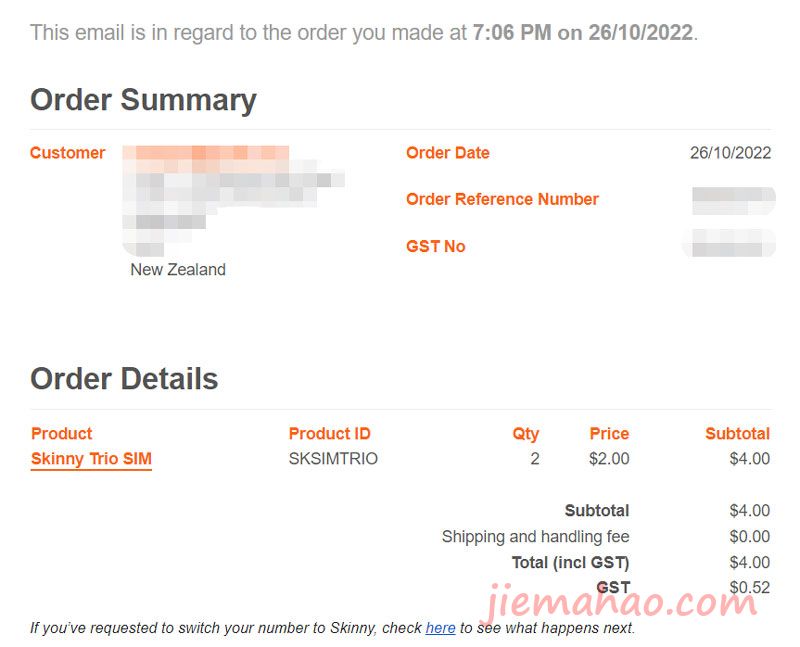 This email is in regard to the order you made at 7:06 PM on 26/10/2022.
Order Summary
Customer
New Zealand
Order Date 26/10/2022
Order Reference Number
GST No
Order Details
Product Product ID Qty Price Subtotal
Skinny Trio SIM SKSIMTRIO 2 $2.00 $4.00
Subtotal $4.00
Shipping and handling fee $0.00
Total (incl GST) $4.00
GST $0.52
jiemahao.com
If you’ve requested to switch your number to Skinny, check here to see what happens next.